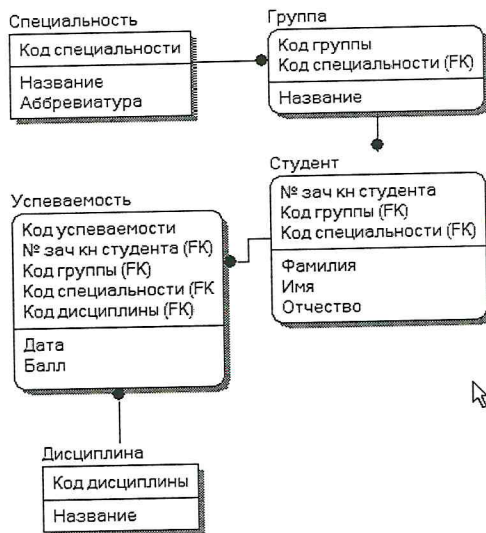 Специальность
Код специальности
Название
Аббревиатура
Группа
Код группы
Код специальности (FK)
Название
Студент
№ зач кн студента
Код группы (FK)
Код специальности (FK)
Фамилия
Имя
Отчество
Успеваемость
Код успеваемости
№ зач кн студента (FK)
Код группы (FK)
Код специальности (FK
Код дисциплины (FK)
Дата
Балл
Дисциплина
Код дисциплины
Название